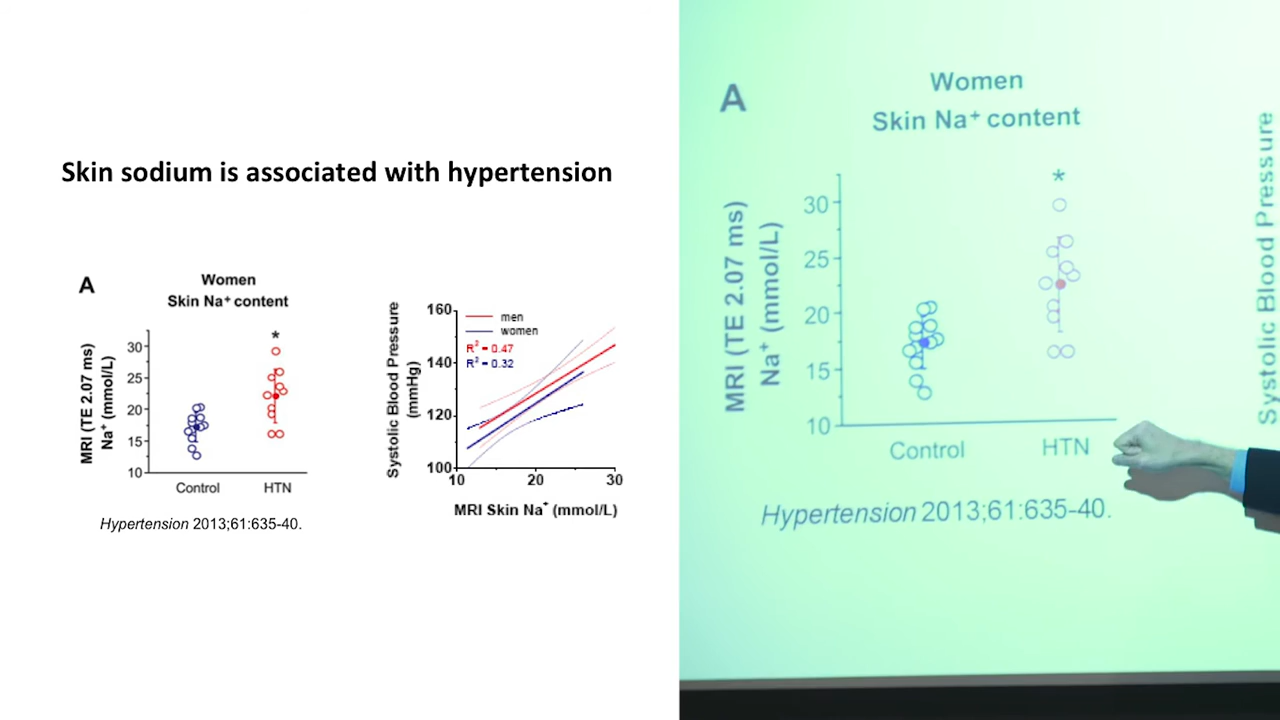 Skin sodium is associated with hypertension
A
Women
Skin Na⁺ content
MRI (TE 2.07 ms)
Na⁺ (mmol/L)
30
25
20
15
10
*
Control
HTN
Hypertension 2013;61:635-40.
Systolic Blood Pressure
(mmHg)
160
140
120
100
men
women
R² = 0.47
R² = 0.32
10
20
30
MRI Skin Na⁺ (mmol/L)
A
Women
Skin Na⁺ content
MRI (TE 2.07 ms)
Na⁺ (mmol/L)
30
25
20
15
10
*
Control
HTN
Hypertension 2013;61:635-40.
Systolic Blood Pressure